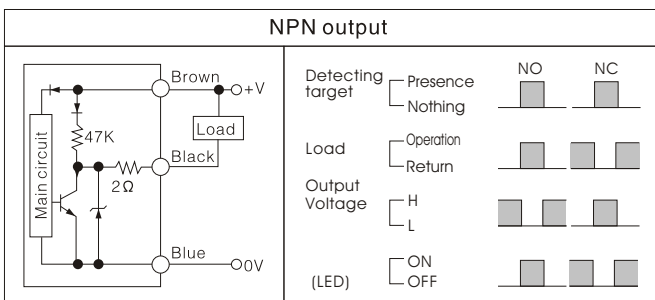 NPN output
Brown
+V
Load
47K
Black
2Ω
Main circuit
Blue
0V
NO NC
Detecting target
Presence
Nothing
Load
Operation
Return
Output Voltage
H
L
(LED)
ON
OFF